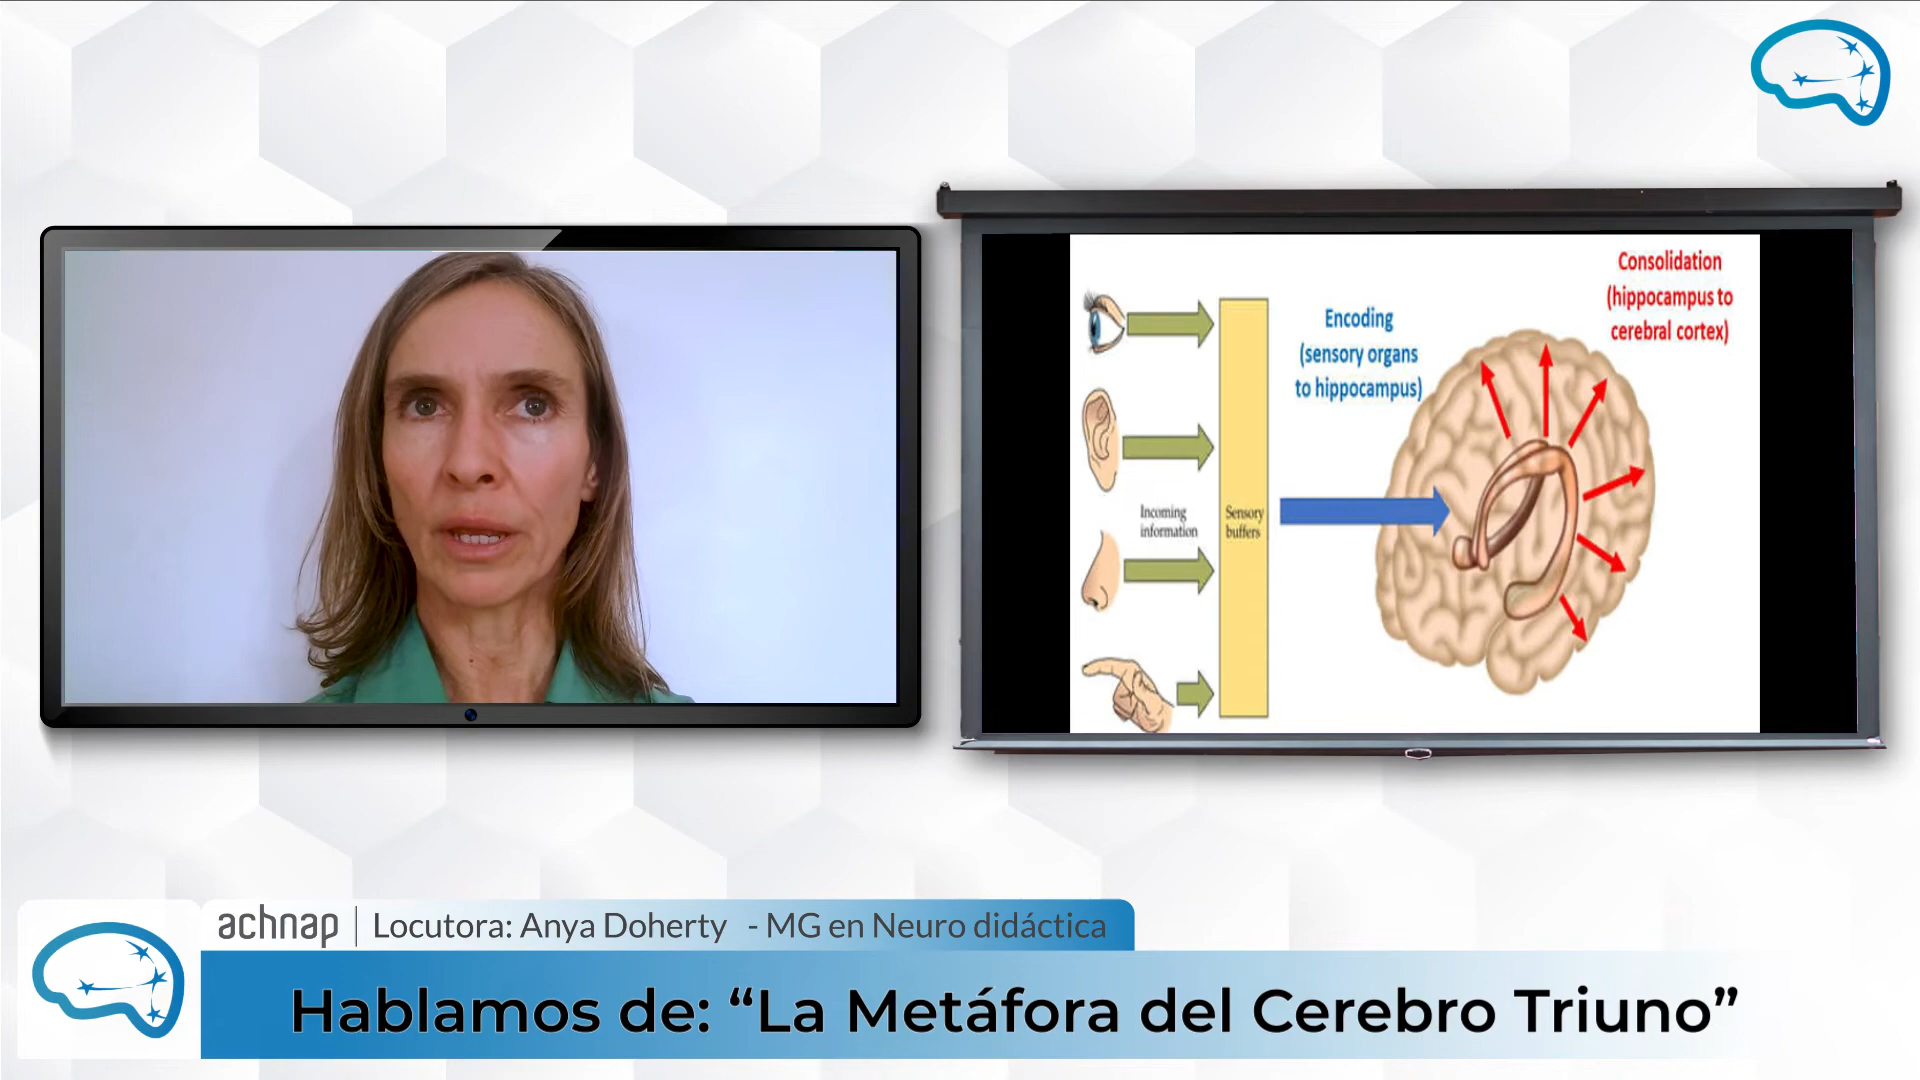 Consolidation
(hippocampus to
cerebral cortex)
Encoding
(sensory organs
to hippocampus)
Incoming
information
Sensory
buffers
achnap | Locutora: Anya Doherty - MG en Neuro didáctica
Hablamos de: “La Metáfora del Cerebro Triuno”